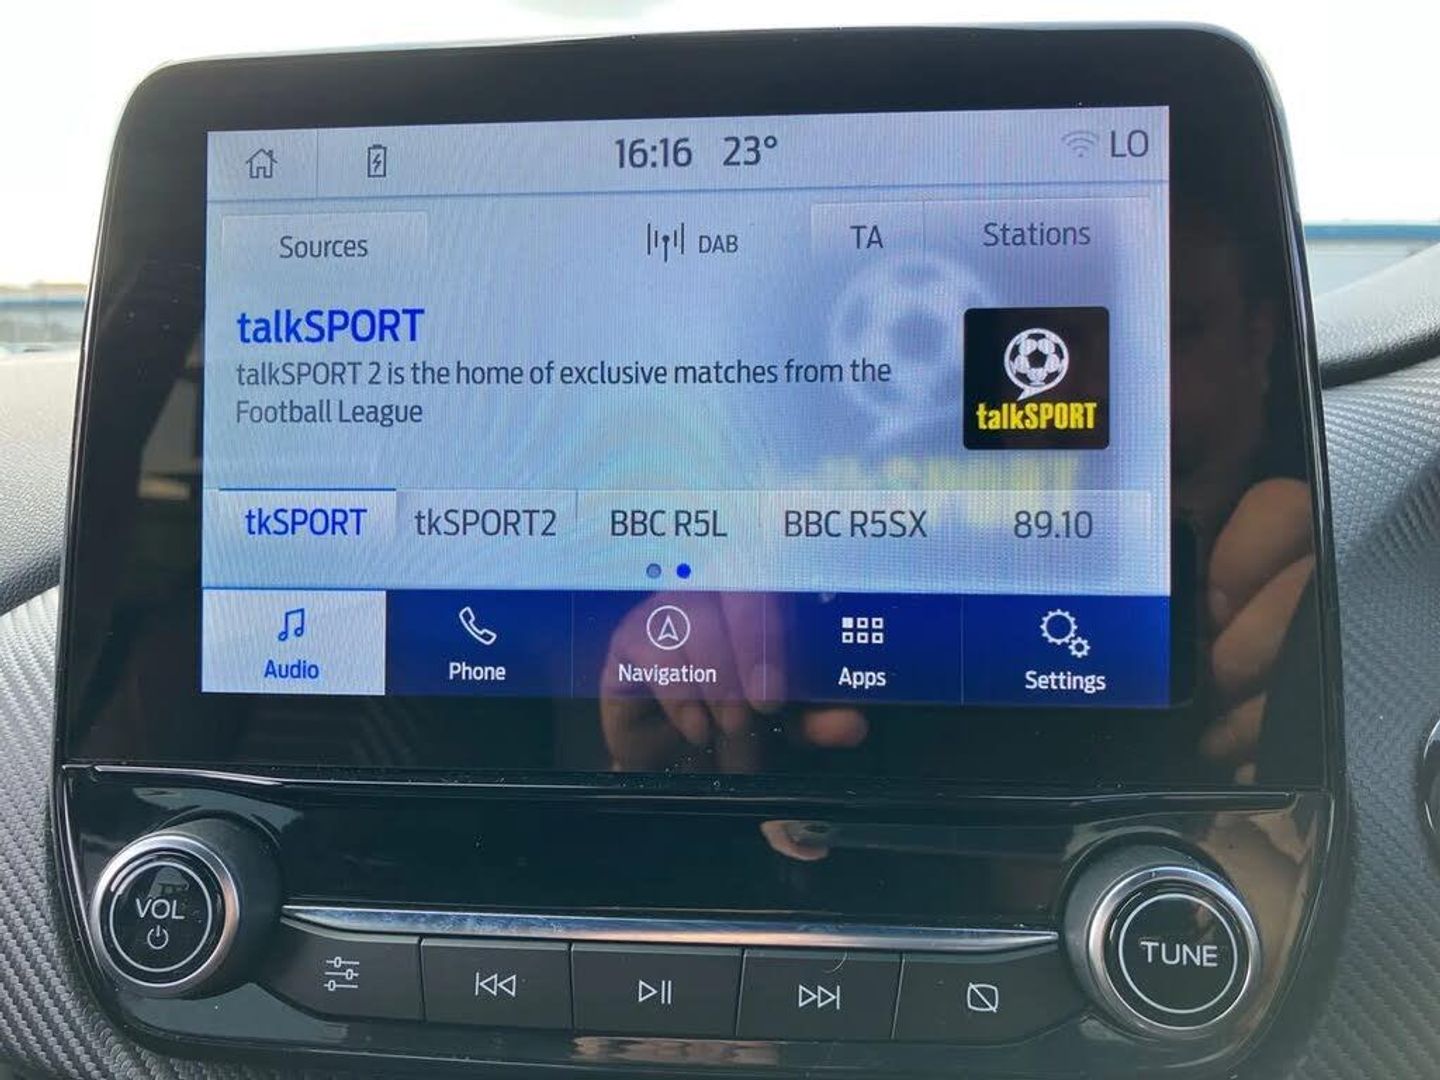 16:16 23° LO
Sources DAB TA Stations
talkSPORT
talkSPORT 2 is the home of exclusive matches from the
Football League
talkSPORT
tkSPORT tkSPORT2 BBC R5L BBC R5SX 89.10
Audio Phone Navigation Apps Settings
VOL
TUNE